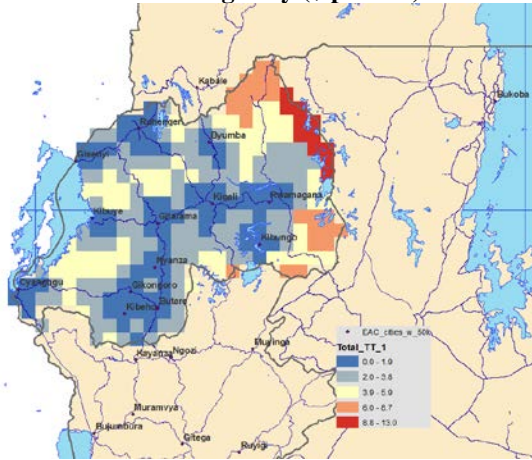 Kabale
Bukoba
Ruhengeri
Byumba
Gisenyi
Kigali
Rwamagana
Kibuye
Gitarama
Kibungo
Nyanza
Cyangugu
Gikongoro
Butare
Kibeho
EAC_cities_w_50k
Muyinga
Total_TT_1
Kayanza
Ngozi
0.0 - 1.9
2.0 - 3.8
3.9 - 5.9
6.0 - 8.7
8.8 - 13.0
Muramvya
Bujumbura
Gitega
Ruyigi